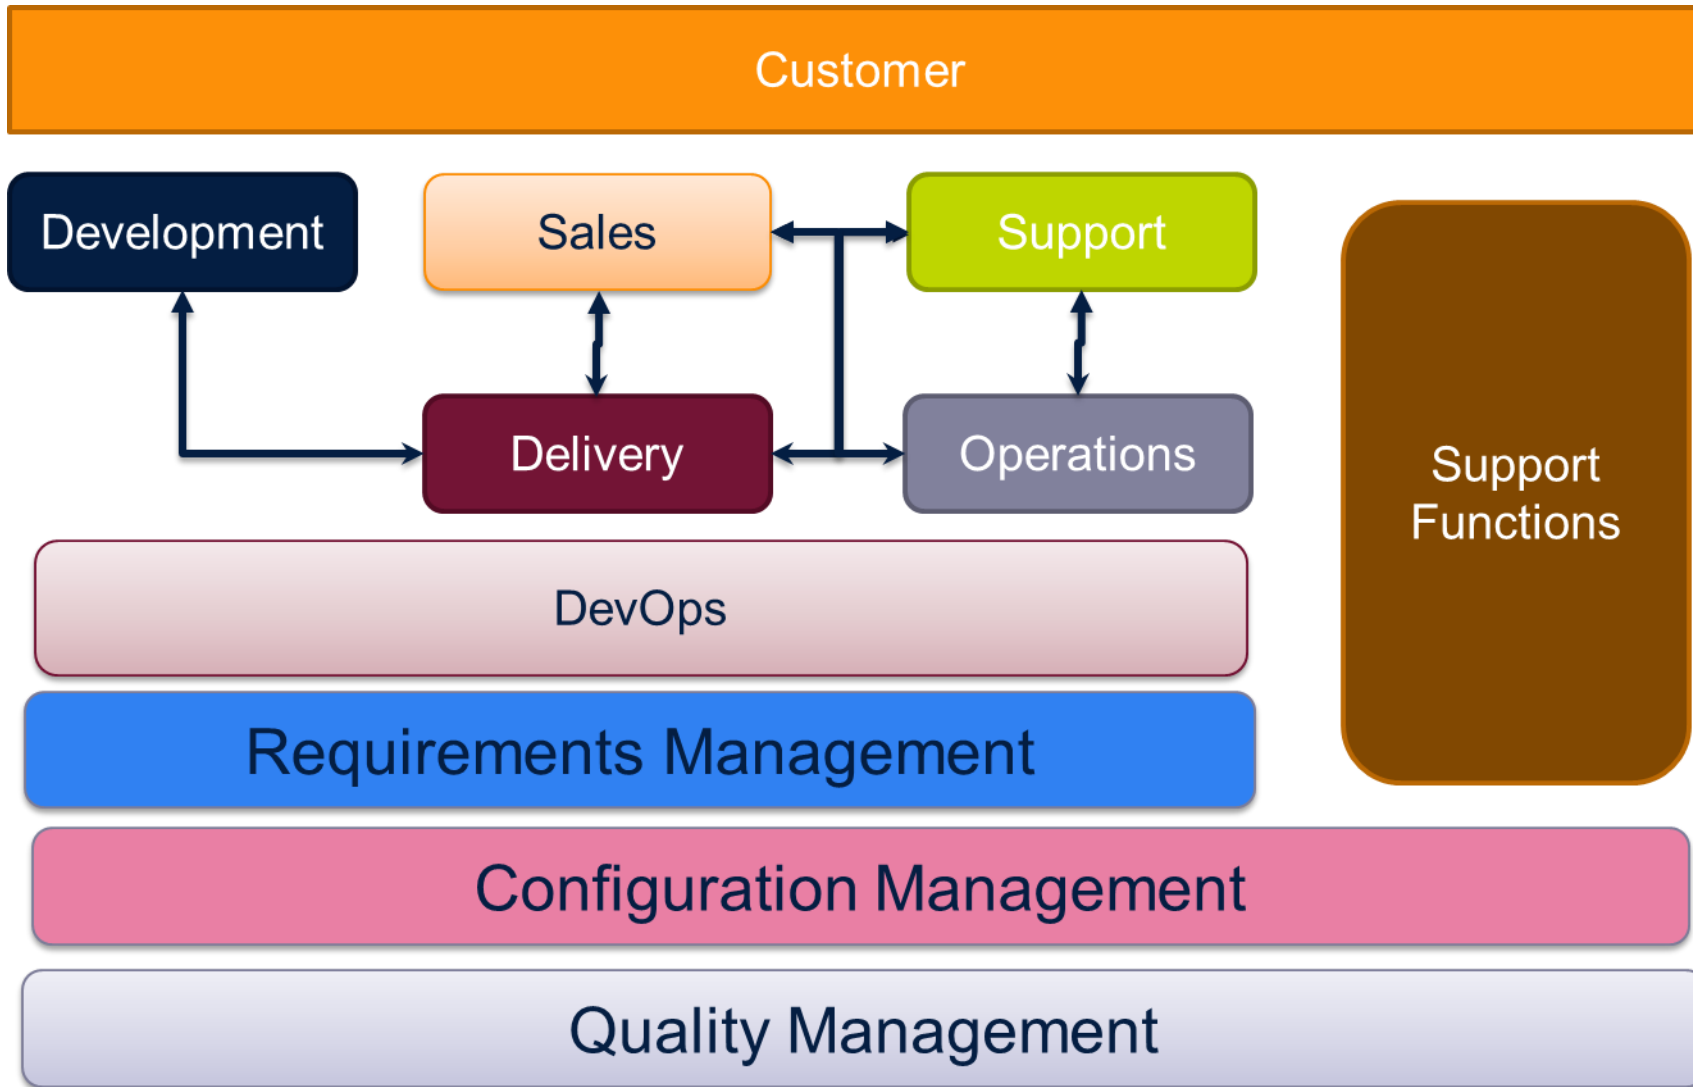 Customer
Development
Sales
Support
Delivery
Operations
Support
Functions
DevOps
Requirements Management
Configuration Management
Quality Management